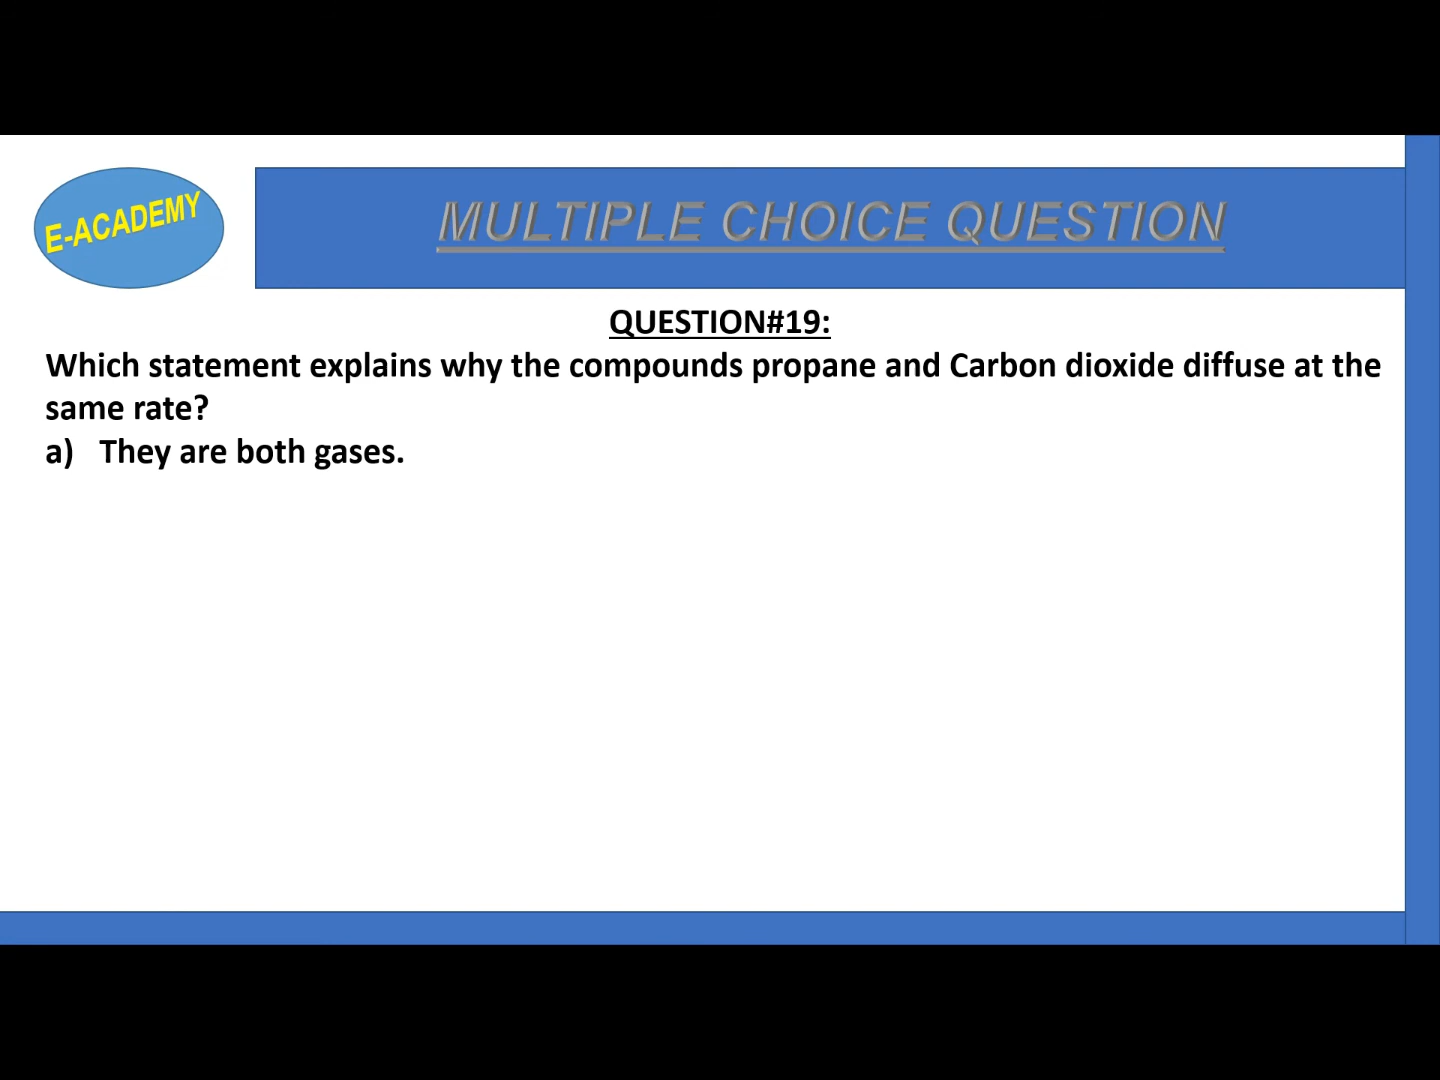 E-ACADEMY
MULTIPLE CHOICE QUESTION
QUESTION#19:
Which statement explains why the compounds propane and Carbon dioxide diffuse at the
same rate?
a) They are both gases.